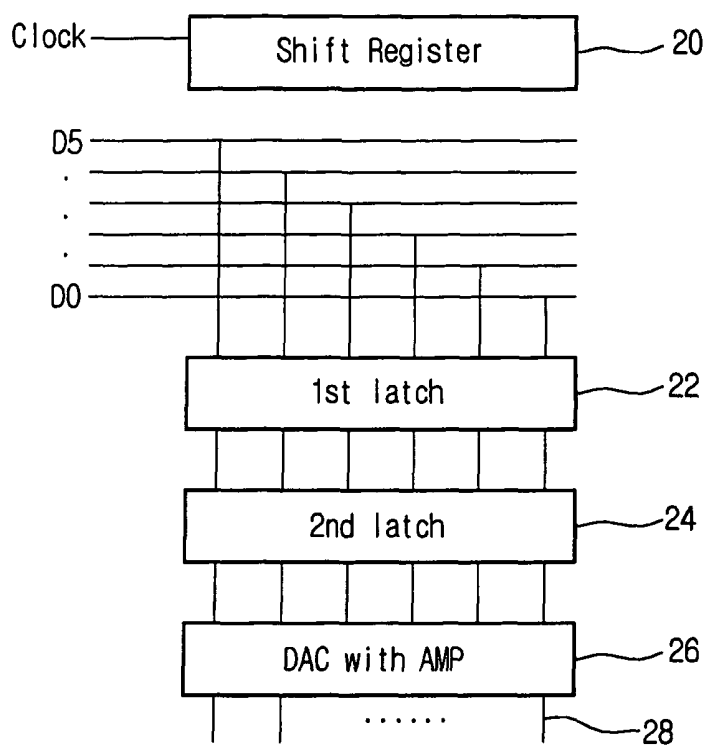 Clock
Shift Register
20
D5
.
.
.
D0
1st latch
22
2nd latch
24
DAC with AMP
26
......
28